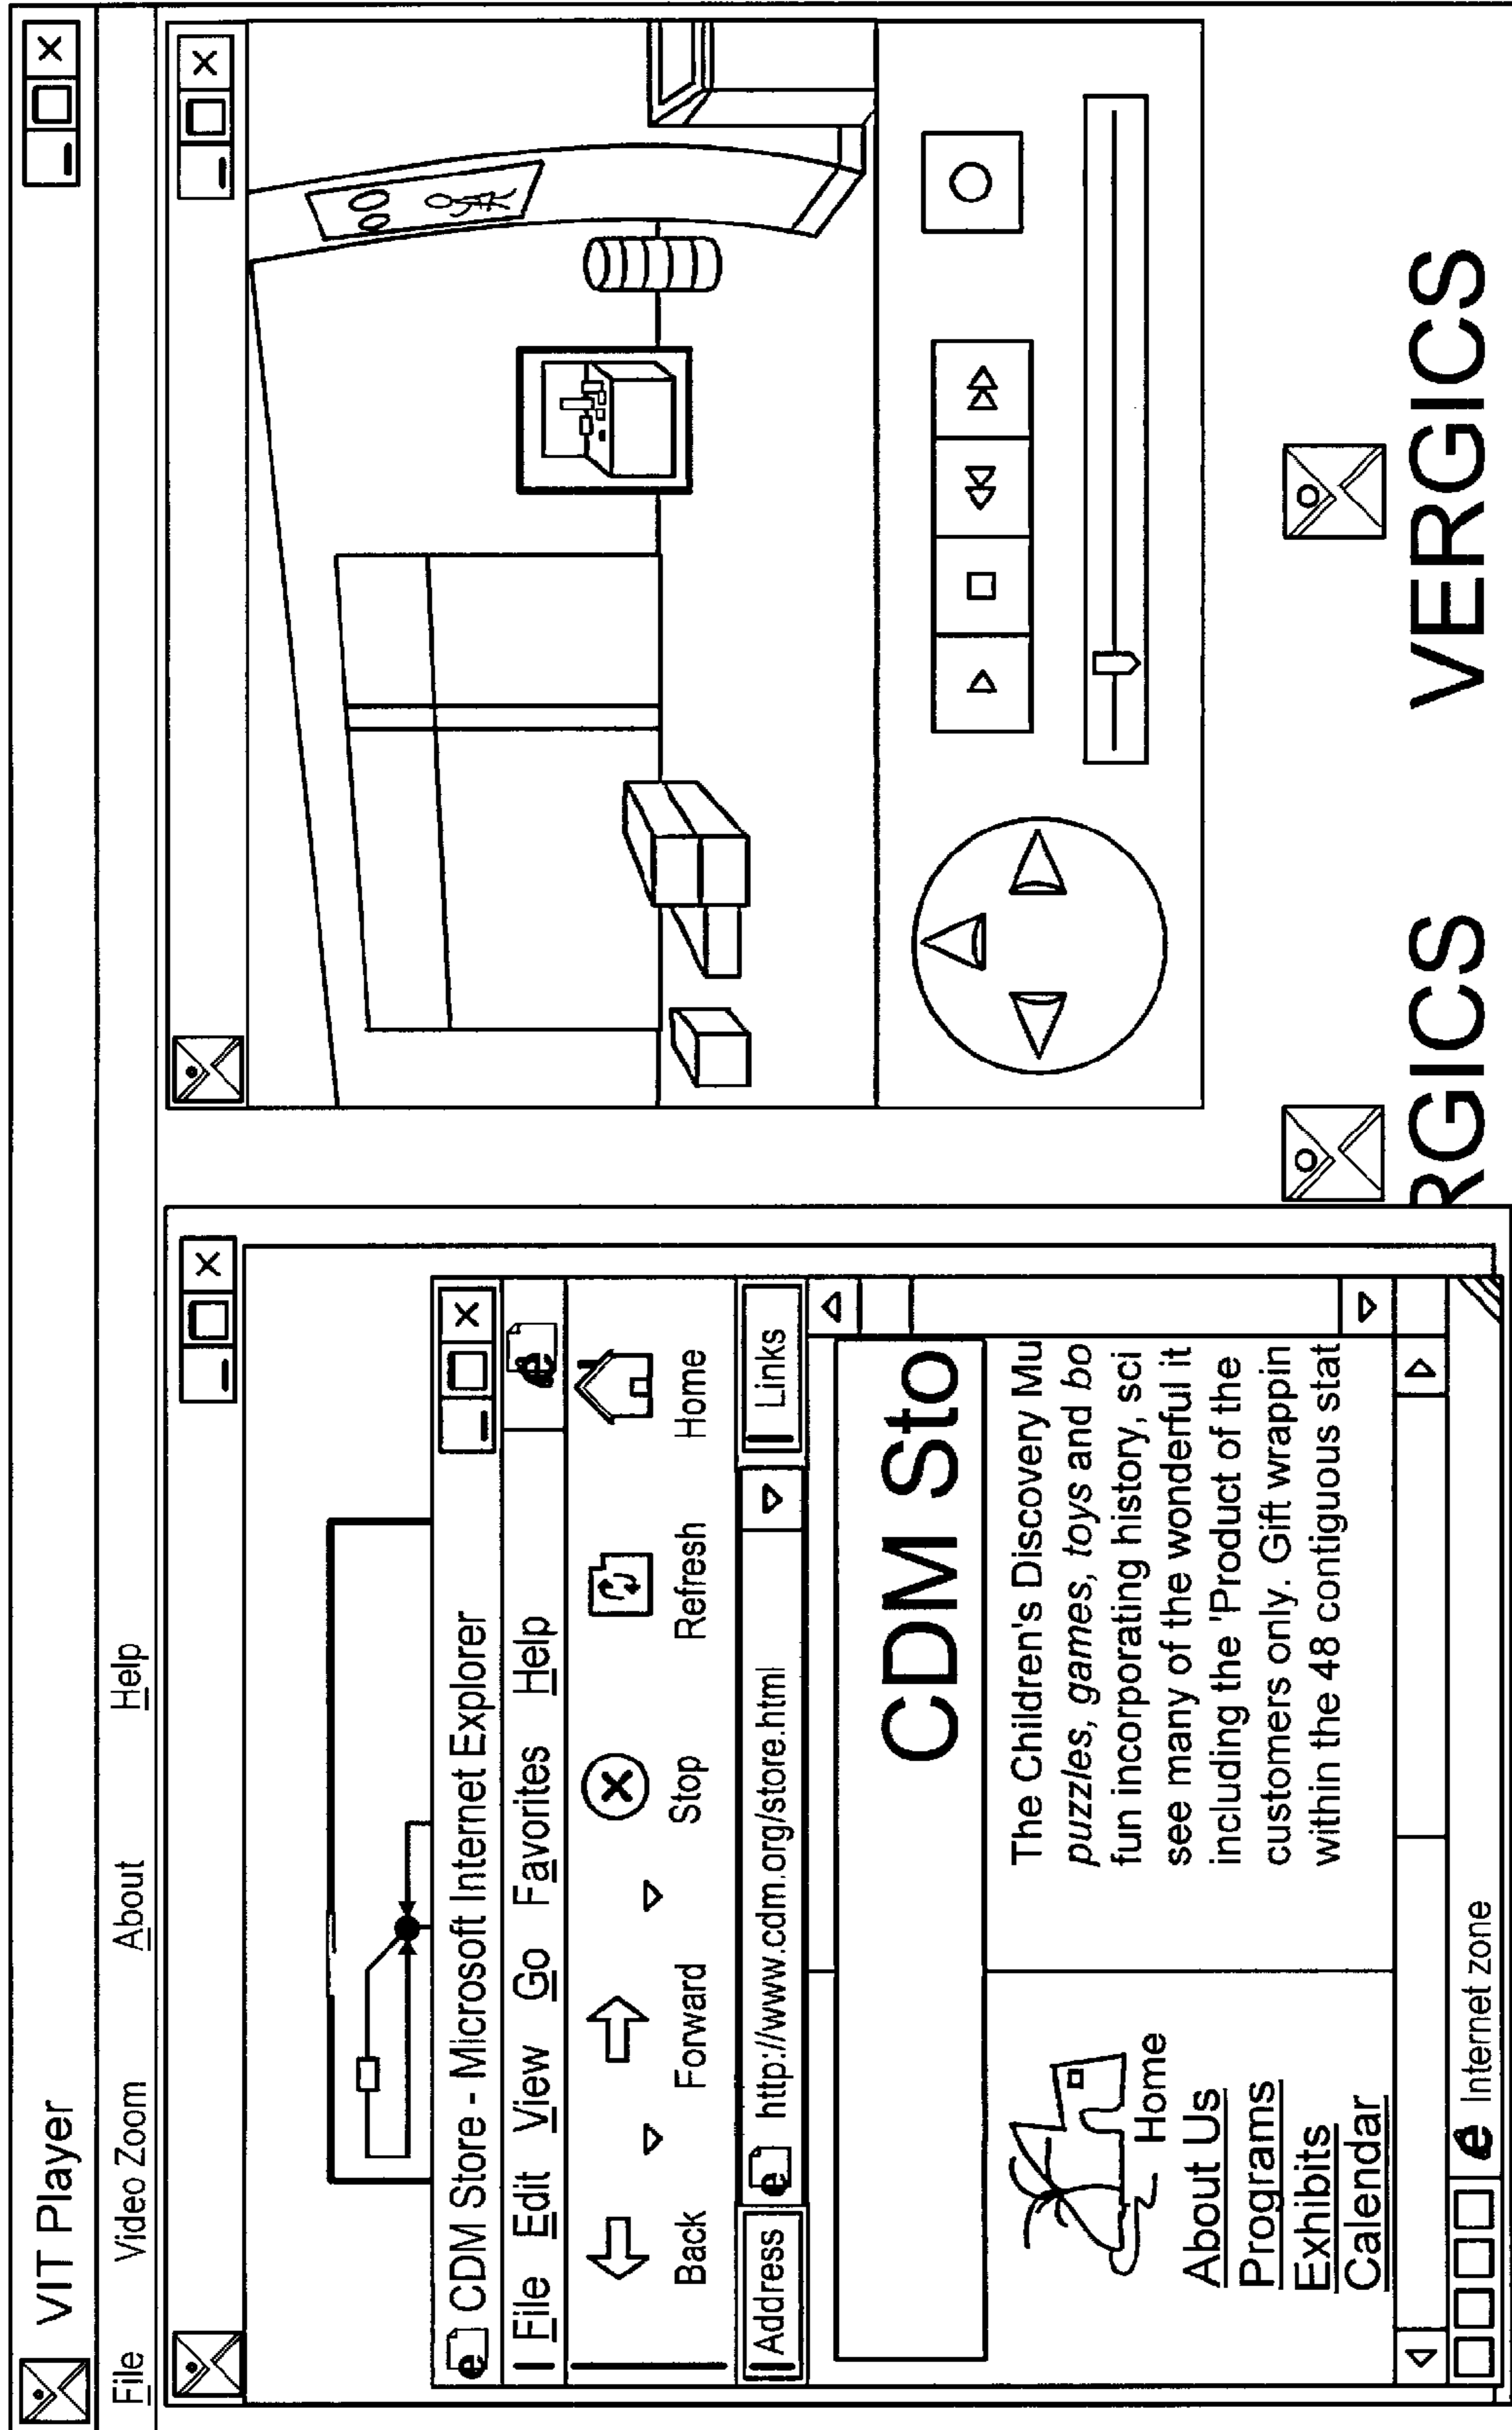 VIT Player
File Video Zoom About Help
CDM Store - Microsoft Internet Explorer
File Edit View Go Favorites Help
Back Forward Stop Refresh Home
Address http://www.cdm.org/store.html Links
CDM Sto
The Children's Discovery Mu
puzzles, games, toys and bo
fun incorporating history, sci
see many of the wonderful it
including the 'Product of the
customers only. Gift wrappin
within the 48 contiguous stat
Home
About Us
Programs
Exhibits
Calendar
Internet zone
RGICS VERGICS